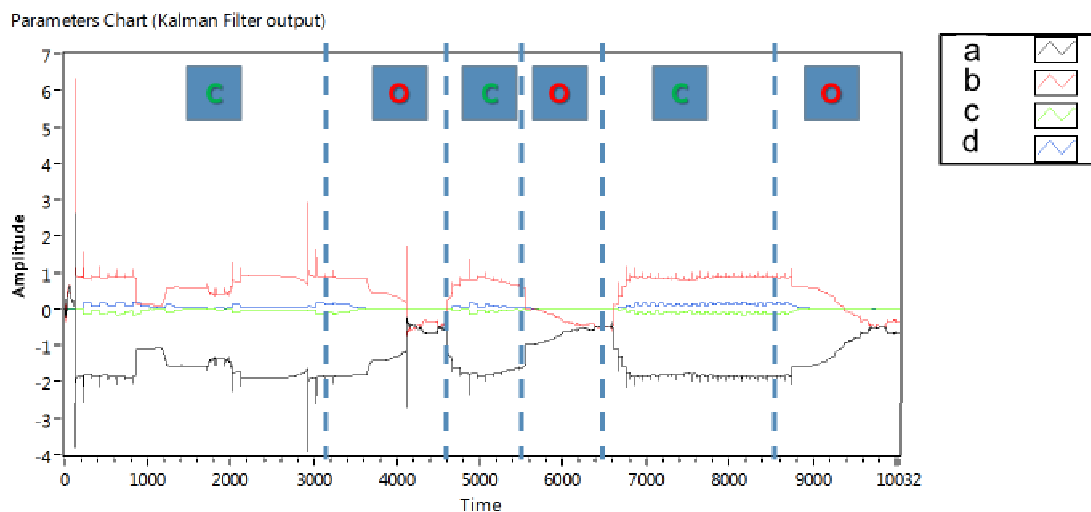 Parameters Chart (Kalman Filter output)
7
6
5
4
3
2
1
0
-1
-2
-3
-4
Amplitude
C
O
C
O
C
O
0
1000
2000
3000
4000
5000
6000
7000
8000
9000
10032
Time
a
b
c
d